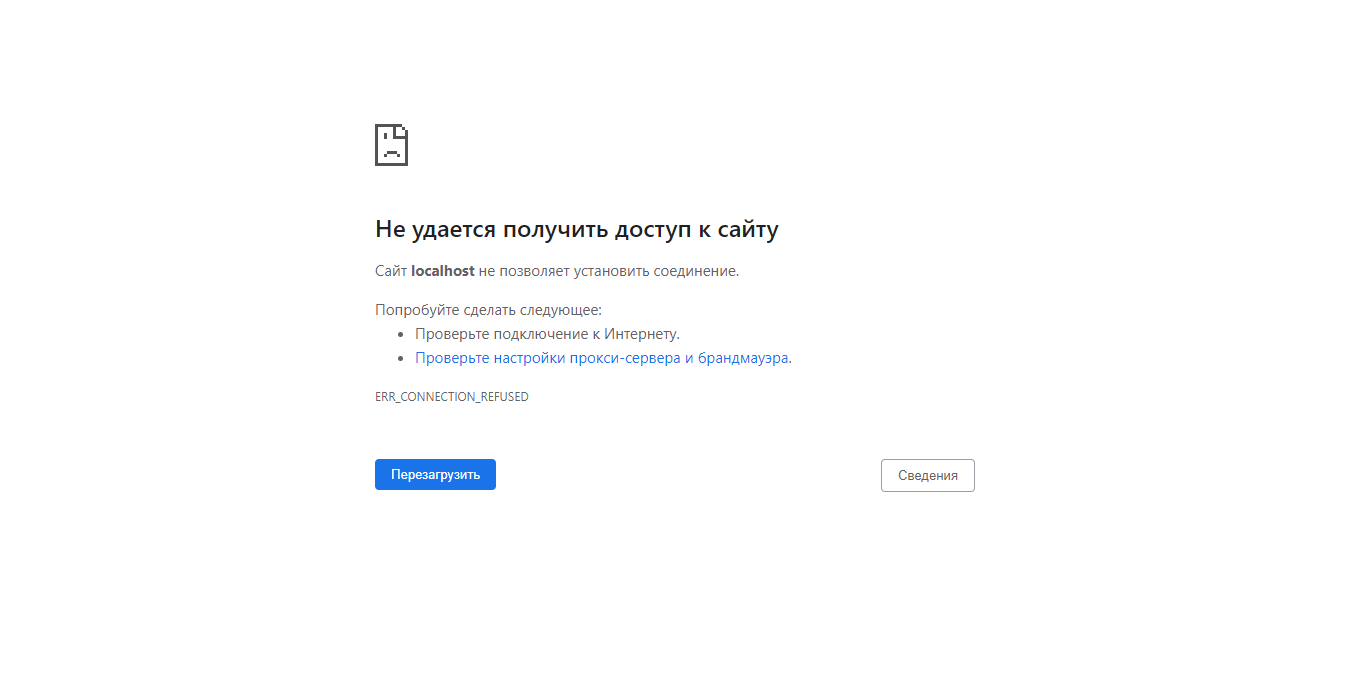 Не удается получить доступ к сайту
Сайт localhost не позволяет установить соединение.
Попробуйте сделать следующее:
• Проверьте подключение к Интернету.
• Проверьте настройки прокси-сервера и брандмауэра.
ERR_CONNECTION_REFUSED
Перезагрузить
Сведения